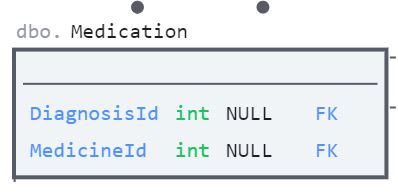 dbo. Medication
DiagnosisId int NULL FK
MedicineId int NULL FK